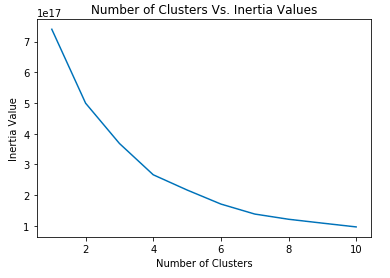 Number of Clusters Vs. Inertia Values
1e17
7
6
5
4
3
2
1
Inertia Value
2 4 6 8 10
Number of Clusters